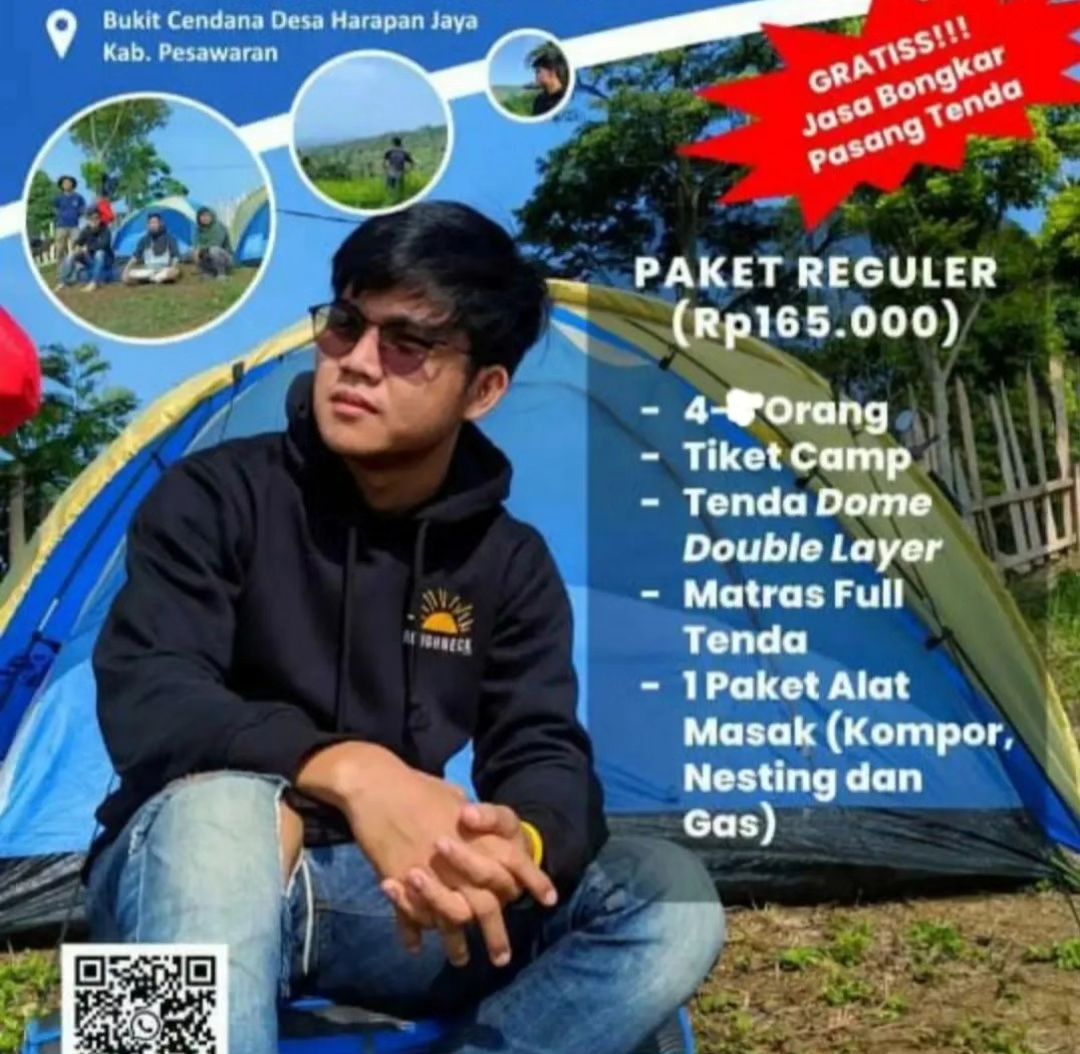 Bukit Cendana Desa Harapan Jaya
Kab. Pesawaran
GRATISS!!!
Jasa Bongkar
Pasang Tenda
PAKET REGULER
(Rp165.000)
- 4- Orang
- Tiket Camp
- Tenda Dome
Double Layer
- Matras Full
Tenda
- 1 Paket Alat
Masak (Kompor,
Nesting dan
Gas)